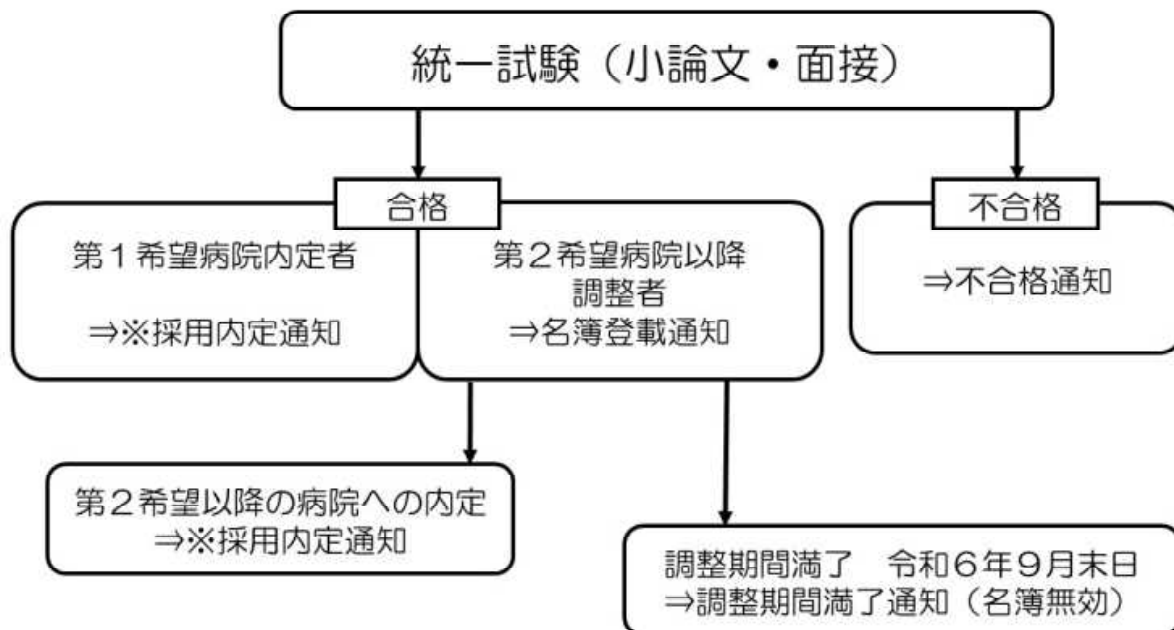 統一試験（小論文・面接）
合格
不合格
第１希望病院内定者
⇒※採用内定通知
第２希望病院以降
調整者
⇒名簿登載通知
⇒不合格通知
第２希望以降の病院への内定
⇒※採用内定通知
調整期間満了　令和６年９月末日
⇒調整期間満了通知（名簿無効）